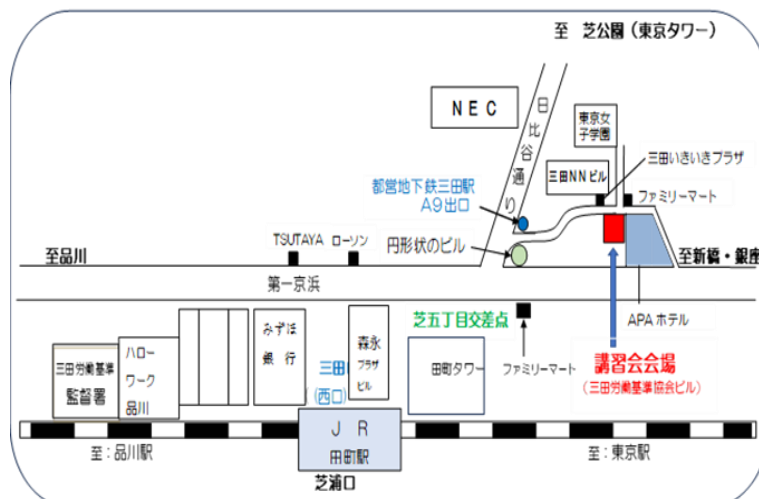 至 芝公園(東京タワー)
NEC
日比谷通り
東京女
子学園
三田いきいきプラザ
三田NNビル
ファミリーマート
都営地下鉄三田駅
A9出口
至品川
TSUTAYA ローソン
円形状のビル
至新橋・銀座
第一京浜
芝五丁目交差点
APAホテル
みずほ
銀行
森永
プラザ
ビル
三田
(西口)
田町タワー
ファミリーマート
講習会会場
(三田労働基準協会ビル)
三田労働基準
監督署
ハロー
ワーク
品川
JR
田町駅
至:品川駅
至:東京駅
芝浦口